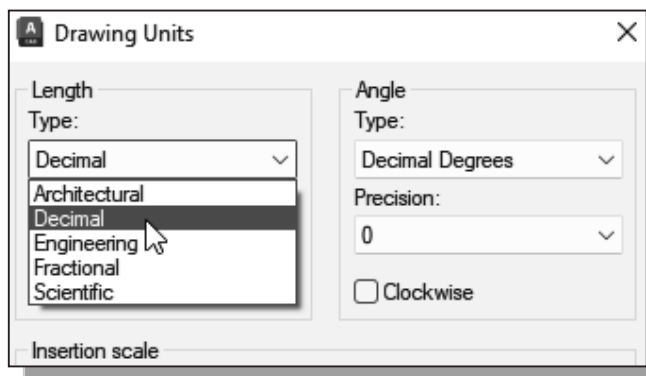 Drawing Units
Length
Type:
Decimal
Architectural
Decimal
Engineering
Fractional
Scientific
Angle
Type:
Decimal Degrees
Precision:
0
Clockwise
Insertion scale